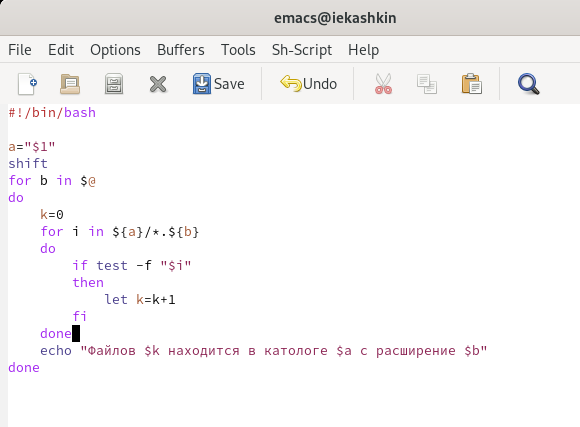 emacs@iekashkin
File Edit Options Buffers Tools Sh-Script Help
Save Undo
#!/bin/bash
a="$1"
shift
for b in $@
do
    k=0
    for i in ${a}/*.${b}
    do
        if test -f "$i"
        then
            let k=k+1
        fi
    done
    echo "Файлов $k находится в катологе $a с расширение $b"
done